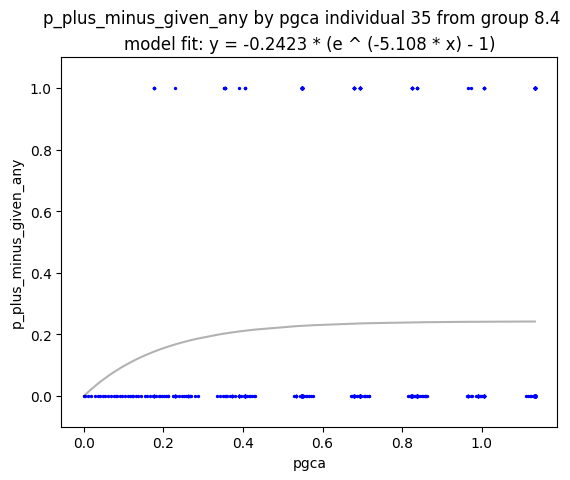 p_plus_minus_given_any by pgca individual 35 from group 8.4
model fit: y = -0.2423 * (e ^ (-5.108 * x) - 1)
1.0
0.8
0.6
0.4
0.2
0.0
p_plus_minus_given_any
0.0 0.2 0.4 0.6 0.8 1.0
pgca